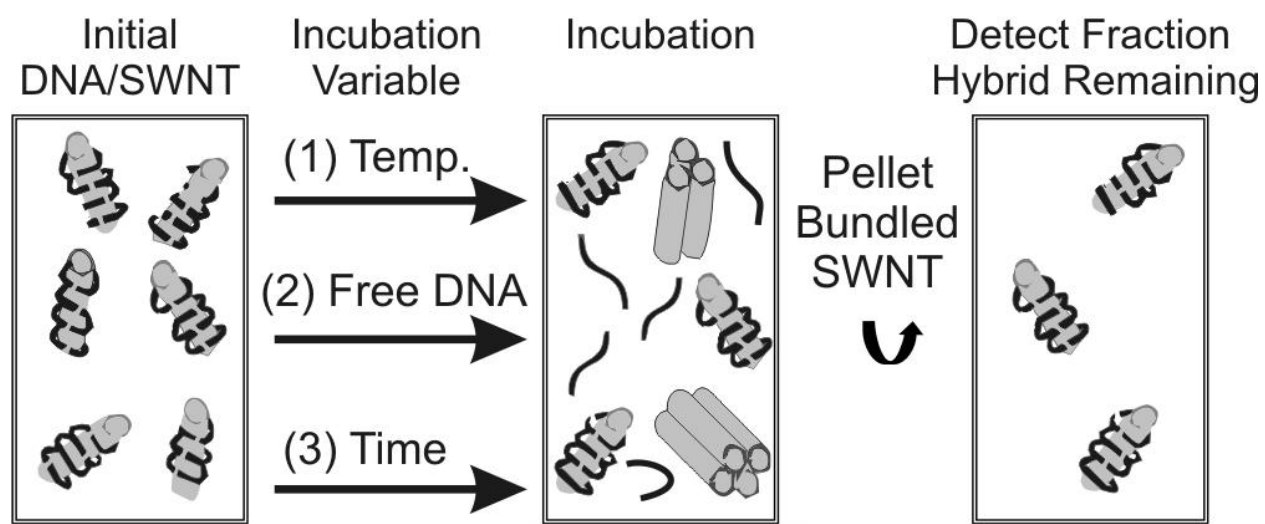 Initial
DNA/SWNT
Incubation
Variable
Incubation
Detect Fraction
Hybrid Remaining
(1) Temp.
(2) Free DNA
(3) Time
Pellet
Bundled
SWNT